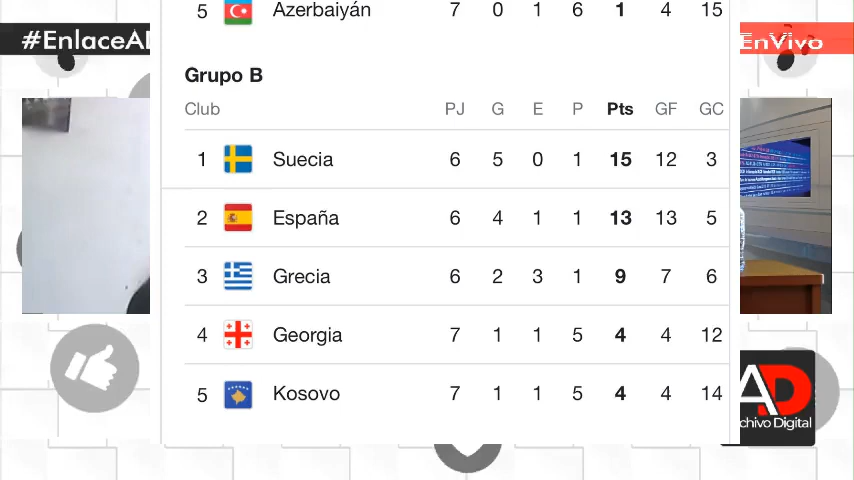 5 Azerbaiyán 7 0 1 6 1 4 15
#EnlaceA
EnVivo
Grupo B
Club PJ G E P Pts GF GC
1 Suecia 6 5 0 1 15 12 3
2 España 6 4 1 1 13 13 5
3 Grecia 6 2 3 1 9 7 6
4 Georgia 7 1 1 5 4 4 12
5 Kosovo 7 1 1 5 4 4 14
AD
chivo Digital